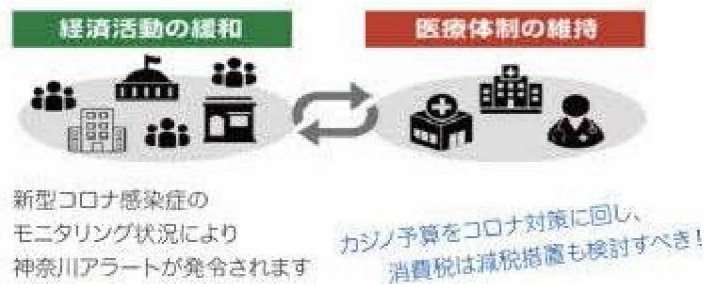 経済活動の緩和
医療体制の維持
新型コロナ感染症の
モニタリング状況により
神奈川アラートが発令されます
カジノ予算をコロナ対策に回し、
消費税は減税措置も検討すべき！